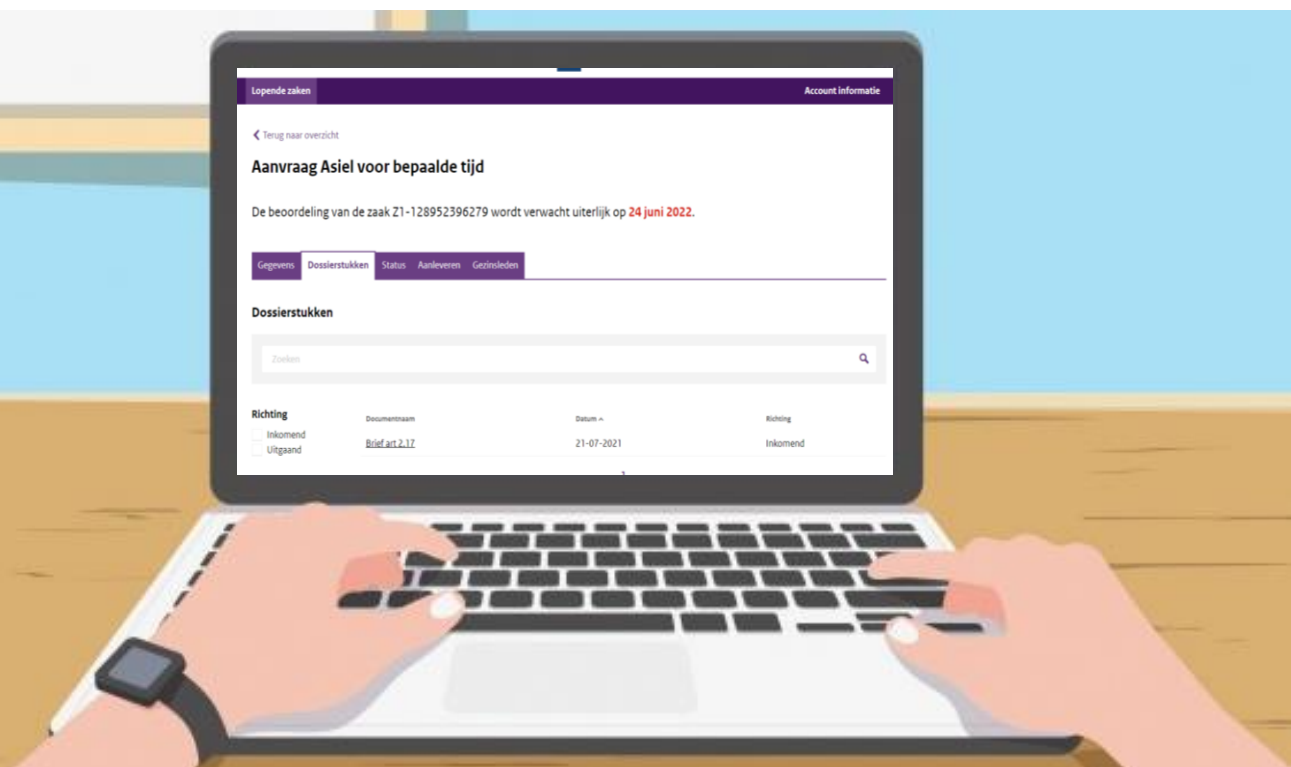 Lopende zaken Account informatie
Terug naar overzicht
Aanvraag Asiel voor bepaalde tijd
De beoordeling van de zaak Z1-128952396279 wordt verwacht uiterlijk op 24 juni 2022.
Gegevens Dossierstukken Status Aanleveren Gezinsleden
Dossierstukken
Zoeken
Richting Documentnaam Datum Richting
Inkomend
Uitgaand
Brief art 2.17 21-07-2021 Inkomend